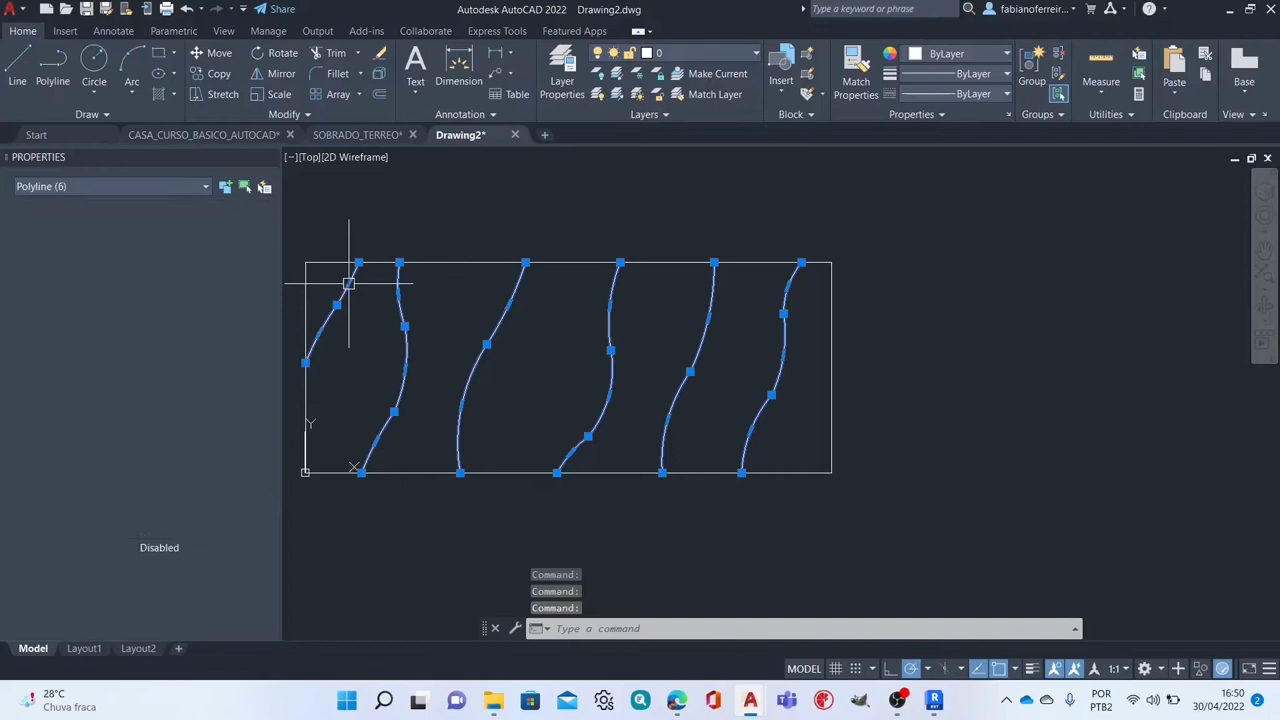 Share
Autodesk AutoCAD 2022 Drawing2.dwg
Type a keyword or phrase
fabianoferreir...
Home Insert Annotate Parametric View Manage Output Add-ins Collaborate Express Tools Featured Apps
Line Polyline Circle Arc
Move Rotate Trim
Copy Mirror Fillet
Stretch Scale Array
Text Dimension Table
Layer Properties
0
Make Current
Match Layer
Insert
Match Properties
ByLayer
ByLayer
ByLayer
Group
Measure
Paste
Base
Draw Modify Annotation Layers Block Properties Groups Utilities Clipboard View
Start CASA_CURSO_BASICO_AUTOCAD* SOBRADO_TERREO* Drawing2*
PROPERTIES
[−][Top][2D Wireframe]
Polyline (6)
Y
X
Disabled
Command:
Command:
Command:
Type a command
Model Layout1 Layout2
MODEL 1:1
28°C
Chuva fraca
POR
PTB2
16:50
30/04/2022
2